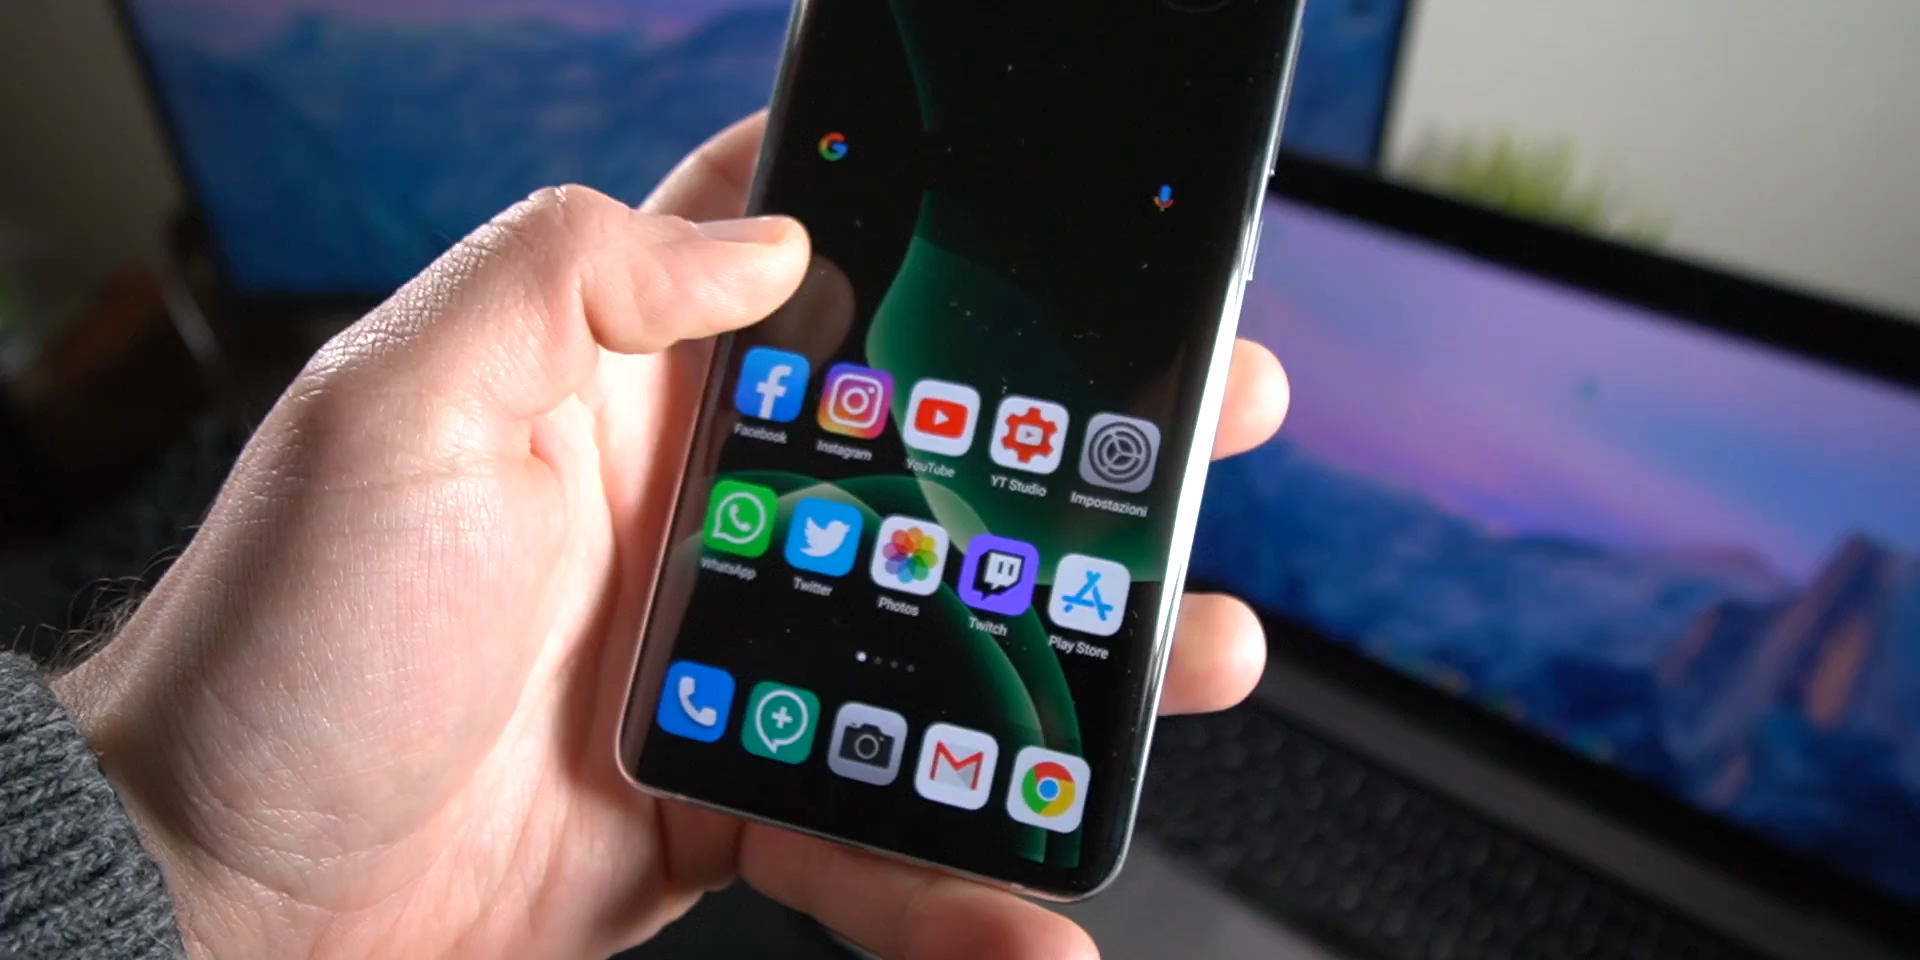 Facebook
Instagram
YouTube
YT Studio
Impostazioni
WhatsApp
Twitter
Photos
Twitch
Play Store